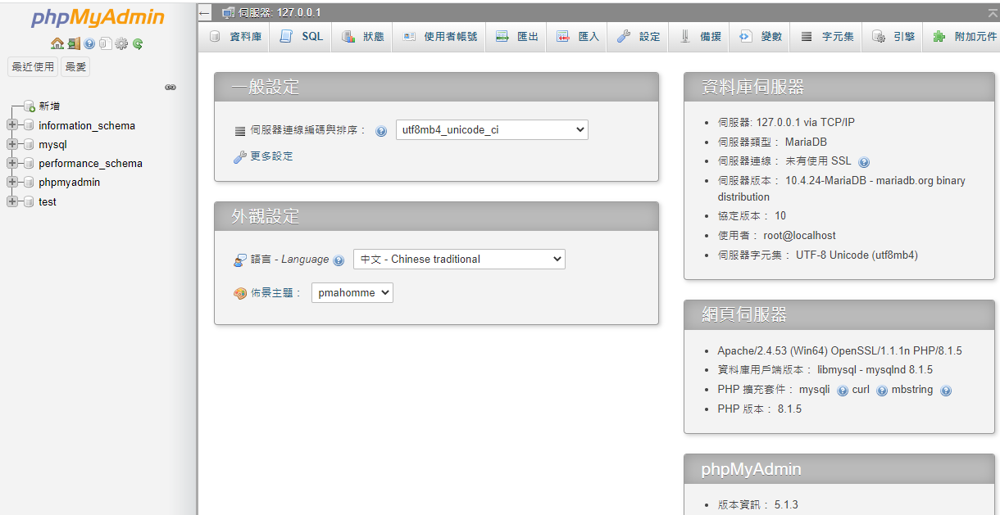 phpMyAdmin
最近使用 最愛
新增
information_schema
mysql
performance_schema
phpmyadmin
test
伺服器: 127.0.0.1
資料庫 SQL 狀態 使用者帳號 匯出 匯入 設定 備援 變數 字元集 引擎 附加元件
一般設定
伺服器連線編碼與排序： utf8mb4_unicode_ci
更多設定
外觀設定
語言 - Language 中文 - Chinese traditional
佈景主題： pmahomme
資料庫伺服器
伺服器: 127.0.0.1 via TCP/IP
伺服器類型： MariaDB
伺服器連線： 未有使用 SSL
伺服器版本： 10.4.24-MariaDB - mariadb.org binary
distribution
協定版本： 10
使用者： root@localhost
伺服器字元集： UTF-8 Unicode (utf8mb4)
網頁伺服器
Apache/2.4.53 (Win64) OpenSSL/1.1.1n PHP/8.1.5
資料庫用戶端版本： libmysql - mysqlnd 8.1.5
PHP 擴充套件： mysqli curl mbstring
PHP 版本： 8.1.5
phpMyAdmin
版本資訊： 5.1.3